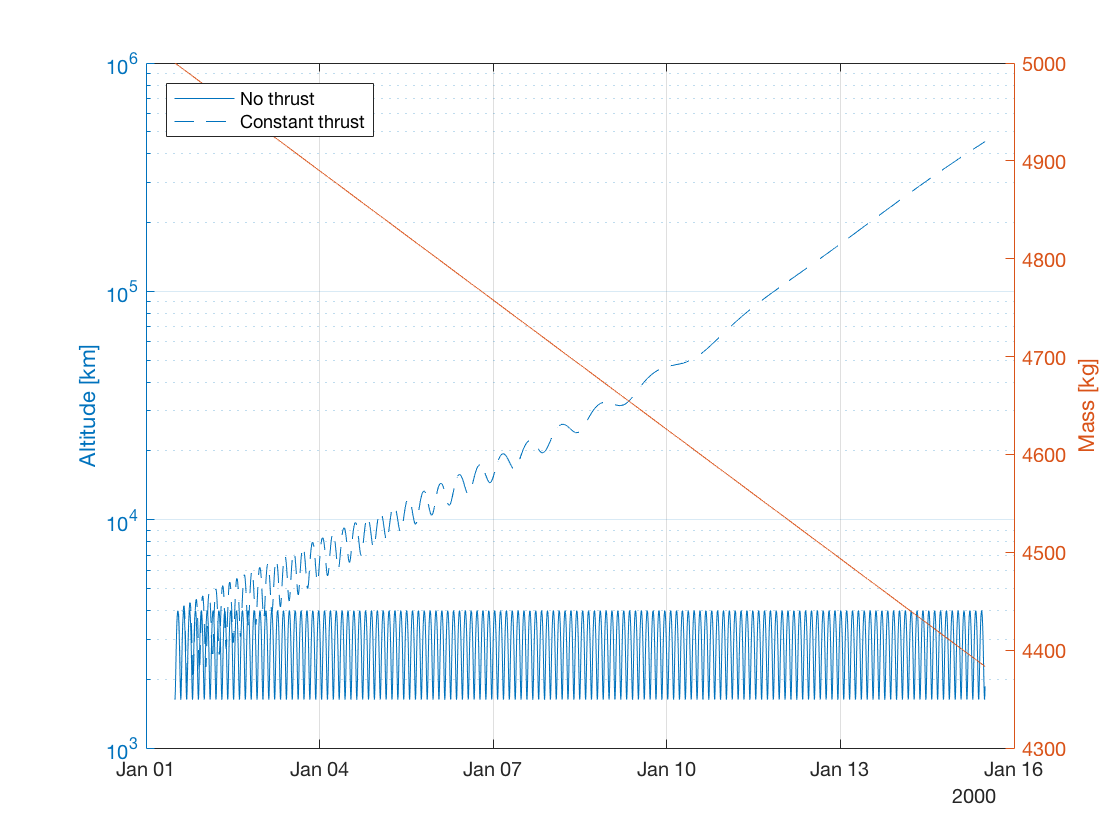 10^6
10^5
10^4
10^3
Altitude [km]
No thrust
Constant thrust
5000
4900
4800
4700
4600
4500
4400
4300
Mass [kg]
Jan 01
Jan 04
Jan 07
Jan 10
Jan 13
Jan 16
2000